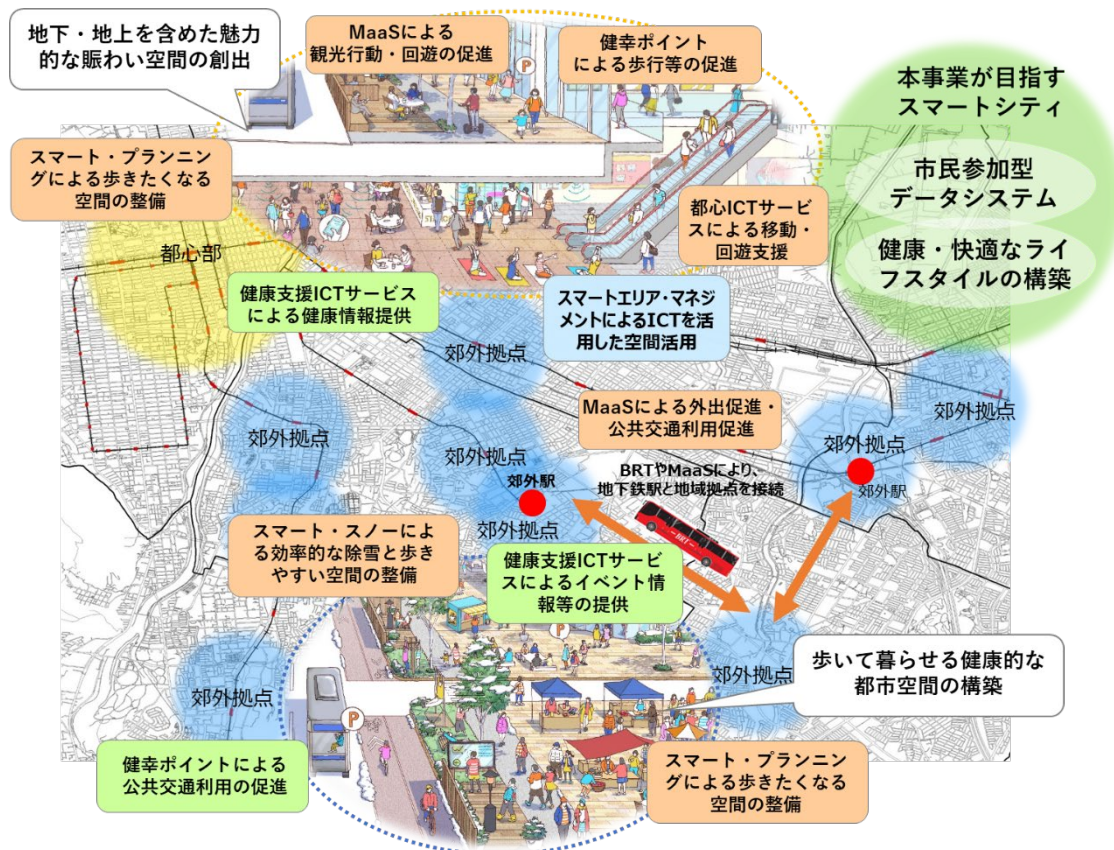 地下・地上を含めた魅力
的な賑わい空間の創出
MaaSによる
観光行動・回遊の促進
健幸ポイント
による歩行等の促進
P
本事業が目指す
スマートシティ
市民参加型
データシステム
健康・快適なライ
フスタイルの構築
スマート・プランニン
グによる歩きたくなる
空間の整備
都心ICTサービ
スによる移動・
回遊支援
都心部
健康支援ICTサービス
による健康情報提供
スマートエリア・マネジ
メントによるICTを活
用した空間活用
郊外拠点
MaaSによる外出促進・
公共交通利用促進
郊外拠点
郊外拠点
郊外拠点
郊外拠点
郊外駅
郊外駅
BRTやMaaSにより、
地下鉄駅と地域拠点を接続
郊外拠点
BRT
スマート・スノーによ
る効率的な除雪と歩き
やすい空間の整備
健康支援ICTサービ
スによるイベント情
報等の提供
P
郊外拠点
郊外拠点
歩いて暮らせる健康的な
都市空間の構築
P
健幸ポイントによる
公共交通利用の促進
スマート・プランニン
グによる歩きたくなる
空間の整備